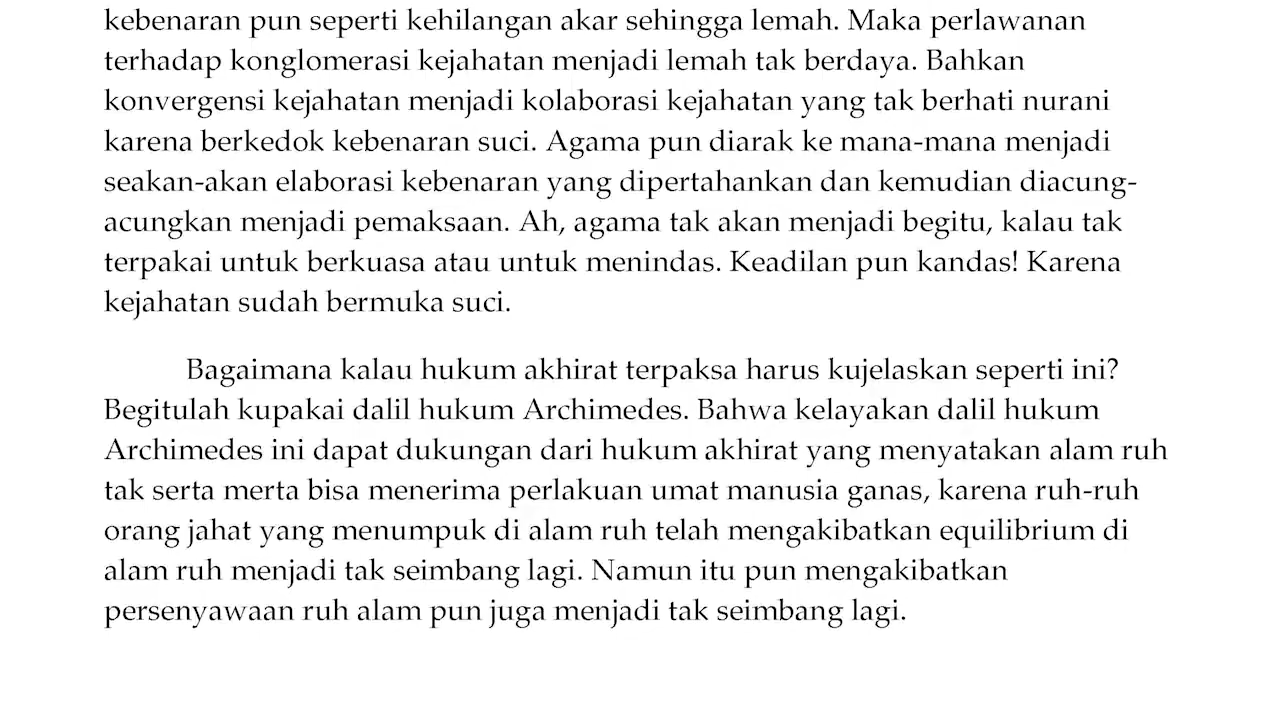 kebenaran pun seperti kehilangan akar sehingga lemah. Maka perlawanan
terhadap konglomerasi kejahatan menjadi lemah tak berdaya. Bahkan
konvergensi kejahatan menjadi kolaborasi kejahatan yang tak berhati nurani
karena berkedok kebenaran suci. Agama pun diarak ke mana-mana menjadi
seakan-akan elaborasi kebenaran yang dipertahankan dan kemudian diacung-
acungkan menjadi pemaksaan. Ah, agama tak akan menjadi begitu, kalau tak
terpakai untuk berkuasa atau untuk menindas. Keadilan pun kandas! Karena
kejahatan sudah bermuka suci.
Bagaimana kalau hukum akhirat terpaksa harus kujelaskan seperti ini?
Begitulah kupakai dalil hukum Archimedes. Bahwa kelayakan dalil hukum
Archimedes ini dapat dukungan dari hukum akhirat yang menyatakan alam ruh
tak serta merta bisa menerima perlakuan umat manusia ganas, karena ruh-ruh
orang jahat yang menumpuk di alam ruh telah mengakibatkan equilibrium di
alam ruh menjadi tak seimbang lagi. Namun itu pun mengakibatkan
persenyawaan ruh alam pun juga menjadi tak seimbang lagi.